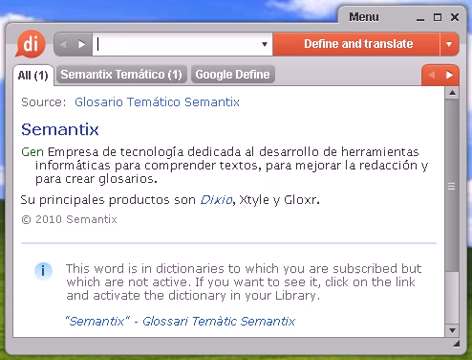 Menu
di
Define and translate
All (1)
Semantix Temático (1)
Google Define
Source: Glosario Temático Semantix
Semantix
Gen Empresa de tecnología dedicada al desarrollo de herramientas
informáticas para comprender textos, para mejorar la redacción y
para crear glosarios.
Su principales productos son Dixio, Xtyle y Gloxr.
© 2010 Semantix
i
This word is in dictionaries to which you are subscribed but
which are not active. If you want to see it, click on the link
and activate the dictionary in your Library.
"Semantix" - Glossari Temàtic Semantix